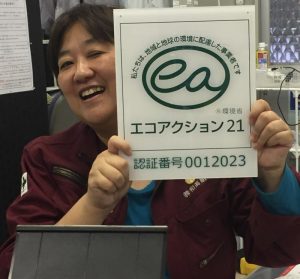 私たちは、地域と地球の環境に配慮した事業者です
ea
環境省
エコアクション21
認証番号0012023